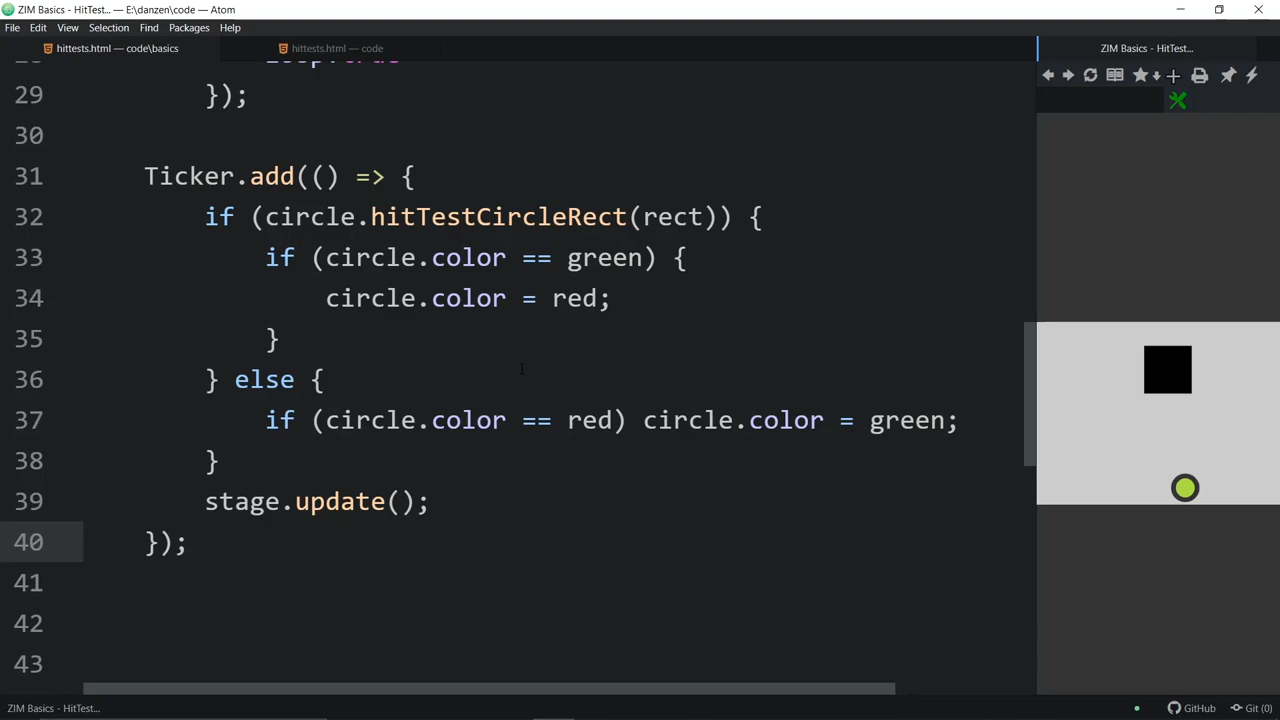 ZIM Basics - HitTest... — E:\danzen\code — Atom
File Edit View Selection Find Packages Help
hittests.html — code\basics
hittests.html — code
ZIM Basics - HitTest...
28 loop:true
29 });
30
31 Ticker.add(() => {
32 if (circle.hitTestCircleRect(rect)) {
33 if (circle.color == green) {
34 circle.color = red;
35 }
36 } else {
37 if (circle.color == red) circle.color = green;
38 }
39 stage.update();
40 });
41
42
43
ZIM Basics - HitTest...
GitHub Git (0)